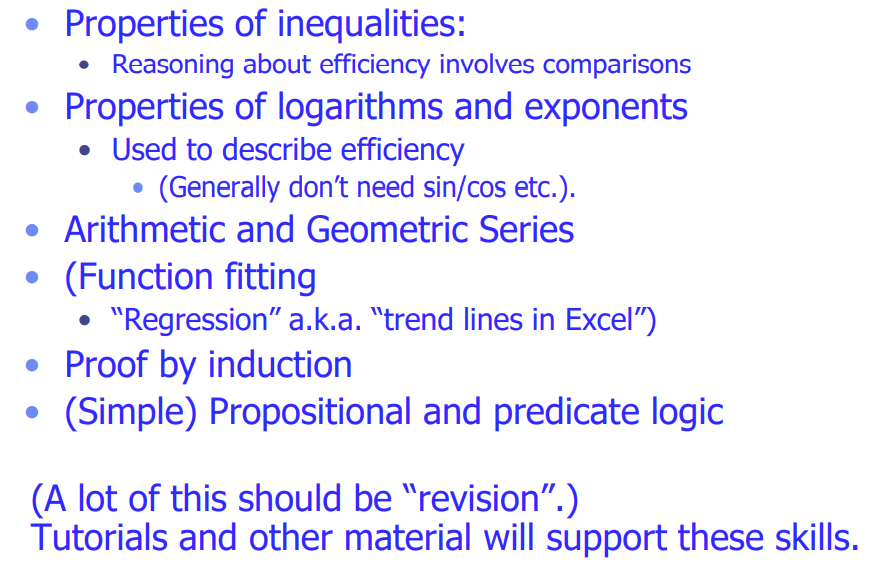 • Properties of inequalities:
• Reasoning about efficiency involves comparisons
• Properties of logarithms and exponents
• Used to describe efficiency
• (Generally don’t need sin/cos etc.).
• Arithmetic and Geometric Series
• (Function fitting
• “Regression” a.k.a. “trend lines in Excel”)
• Proof by induction
• (Simple) Propositional and predicate logic
(A lot of this should be “revision”.)
Tutorials and other material will support these skills.